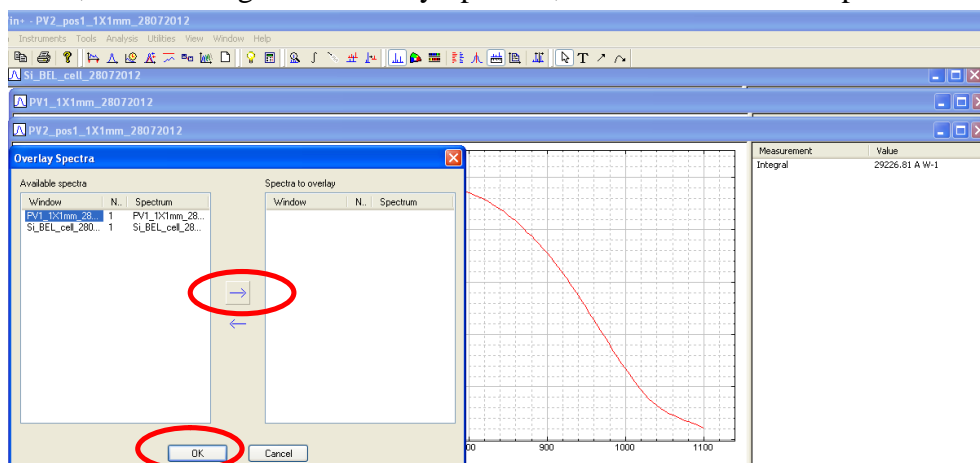 in+ - PV2_pos1_1X1mm_28072012
Instruments Tools Analysis Utilities View Window Help
Si_BEL_cell_28072012
PV1_1X1mm_28072012
PV2_pos1_1X1mm_28072012
Overlay Spectra
Available spectra
Spectra to overlay
Window N.. Spectrum
Window N.. Spectrum
PV1_1X1mm_28... 1 PV1_1X1mm_28...
Si_BEL_cell_280... 1 Si_BEL_cell_28...
OK
Cancel
Measurement Value
Integral 29226.81 A W-1
00 900 1000 1100